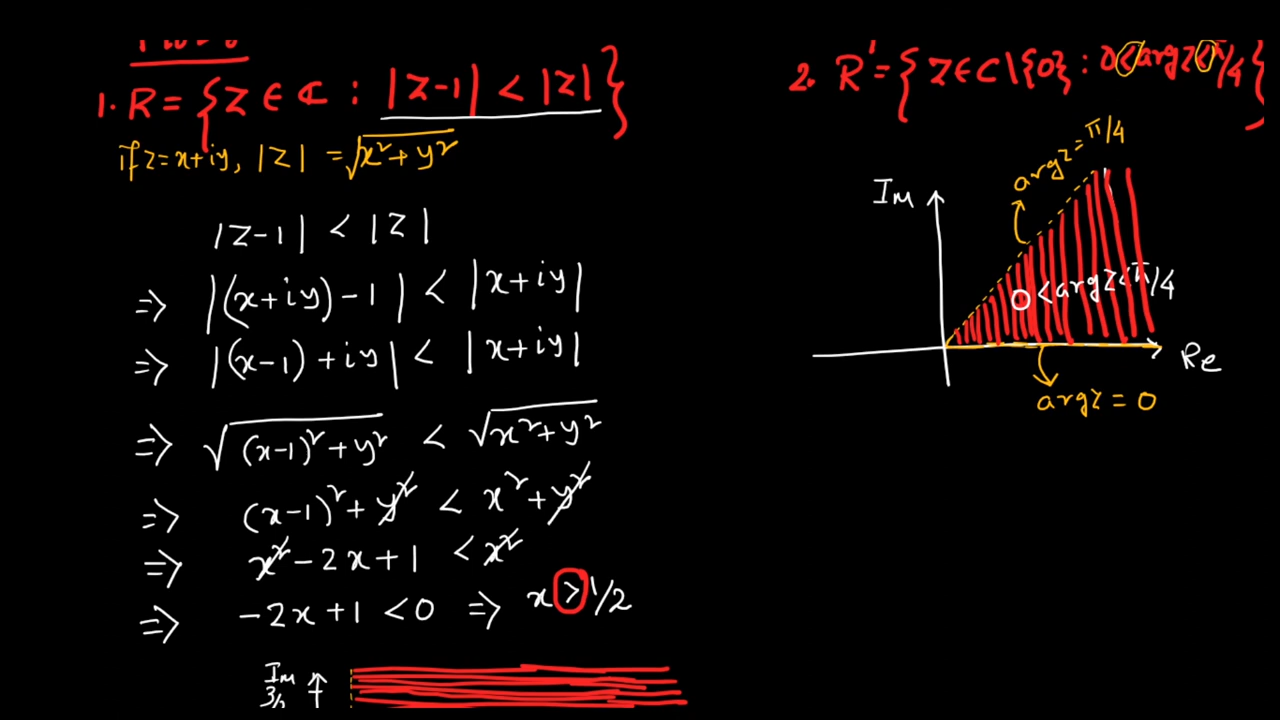 1. R = { Z ∈ ℂ : |Z-1| < |Z| }
if z = x+iy, |Z| = √(x²+y²)
|Z-1| < |Z|
=> |(x+iy)-1| < |x+iy|
=> |(x-1)+iy| < |x+iy|
=> √((x-1)²+y²) < √(x²+y²)
=> (x-1)²+y² < x²+y²
=> x²-2x+1 < x²
=> -2x+1 < 0 => x > 1/2
Im
2. R' = { Z ∈ C\{0} : 0 < arg z < π/4 }
arg z = π/4
Im
0 < arg z < π/4
Re
arg z = 0